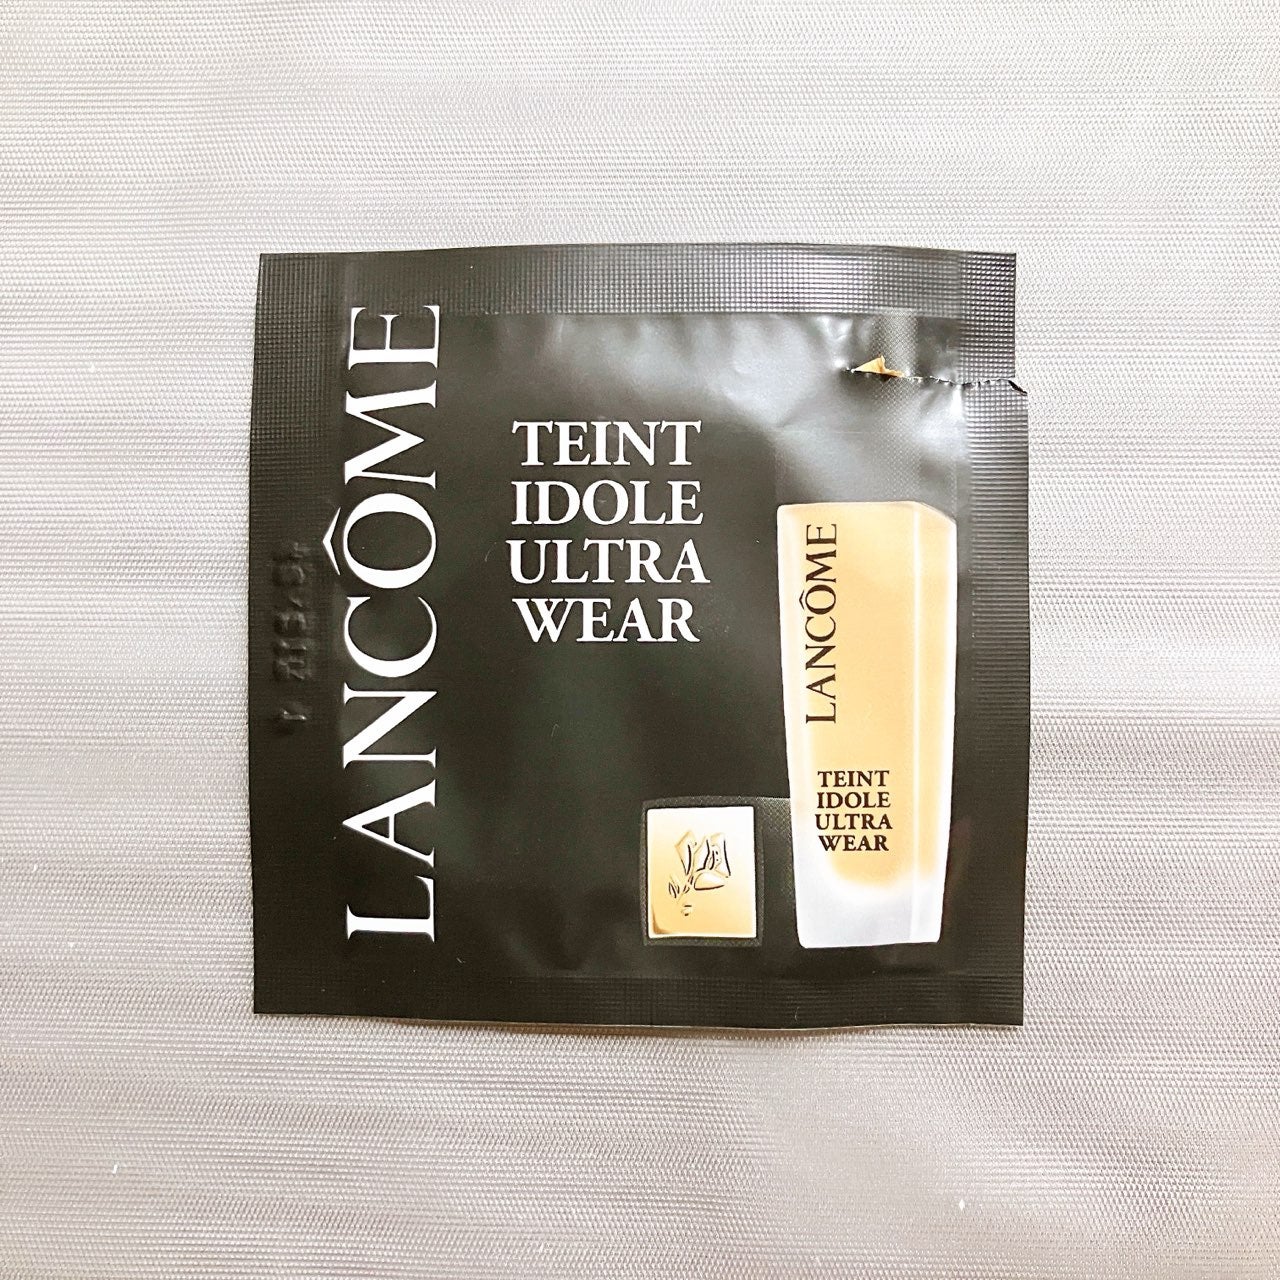 LANCÔME
TEINT
IDOLE
ULTRA
WEAR
LANCÔME
TEINT
IDOLE
ULTRA
WEAR